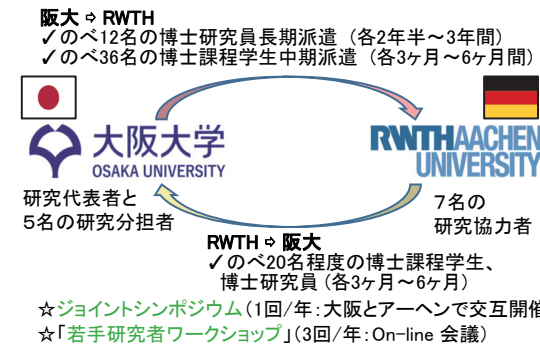 阪大⇨RWTH
✓のべ12名の博士研究員長期派遣（各2年半～3年間）
✓のべ36名の博士課程学生中期派遣（各3ヶ月～6ヶ月間）
大阪大学
OSAKA UNIVERSITY
RWTHAACHEN
UNIVERSITY
研究代表者と
5名の研究分担者
7名の
研究協力者
RWTH⇨阪大
✓のべ20名程度の博士課程学生、
博士研究員（各3ヶ月～6ヶ月）
☆ジョイントシンポジウム（1回/年：大阪とアーヘンで交互開催
☆「若手研究者ワークショップ」（3回/年：On-line 会議）